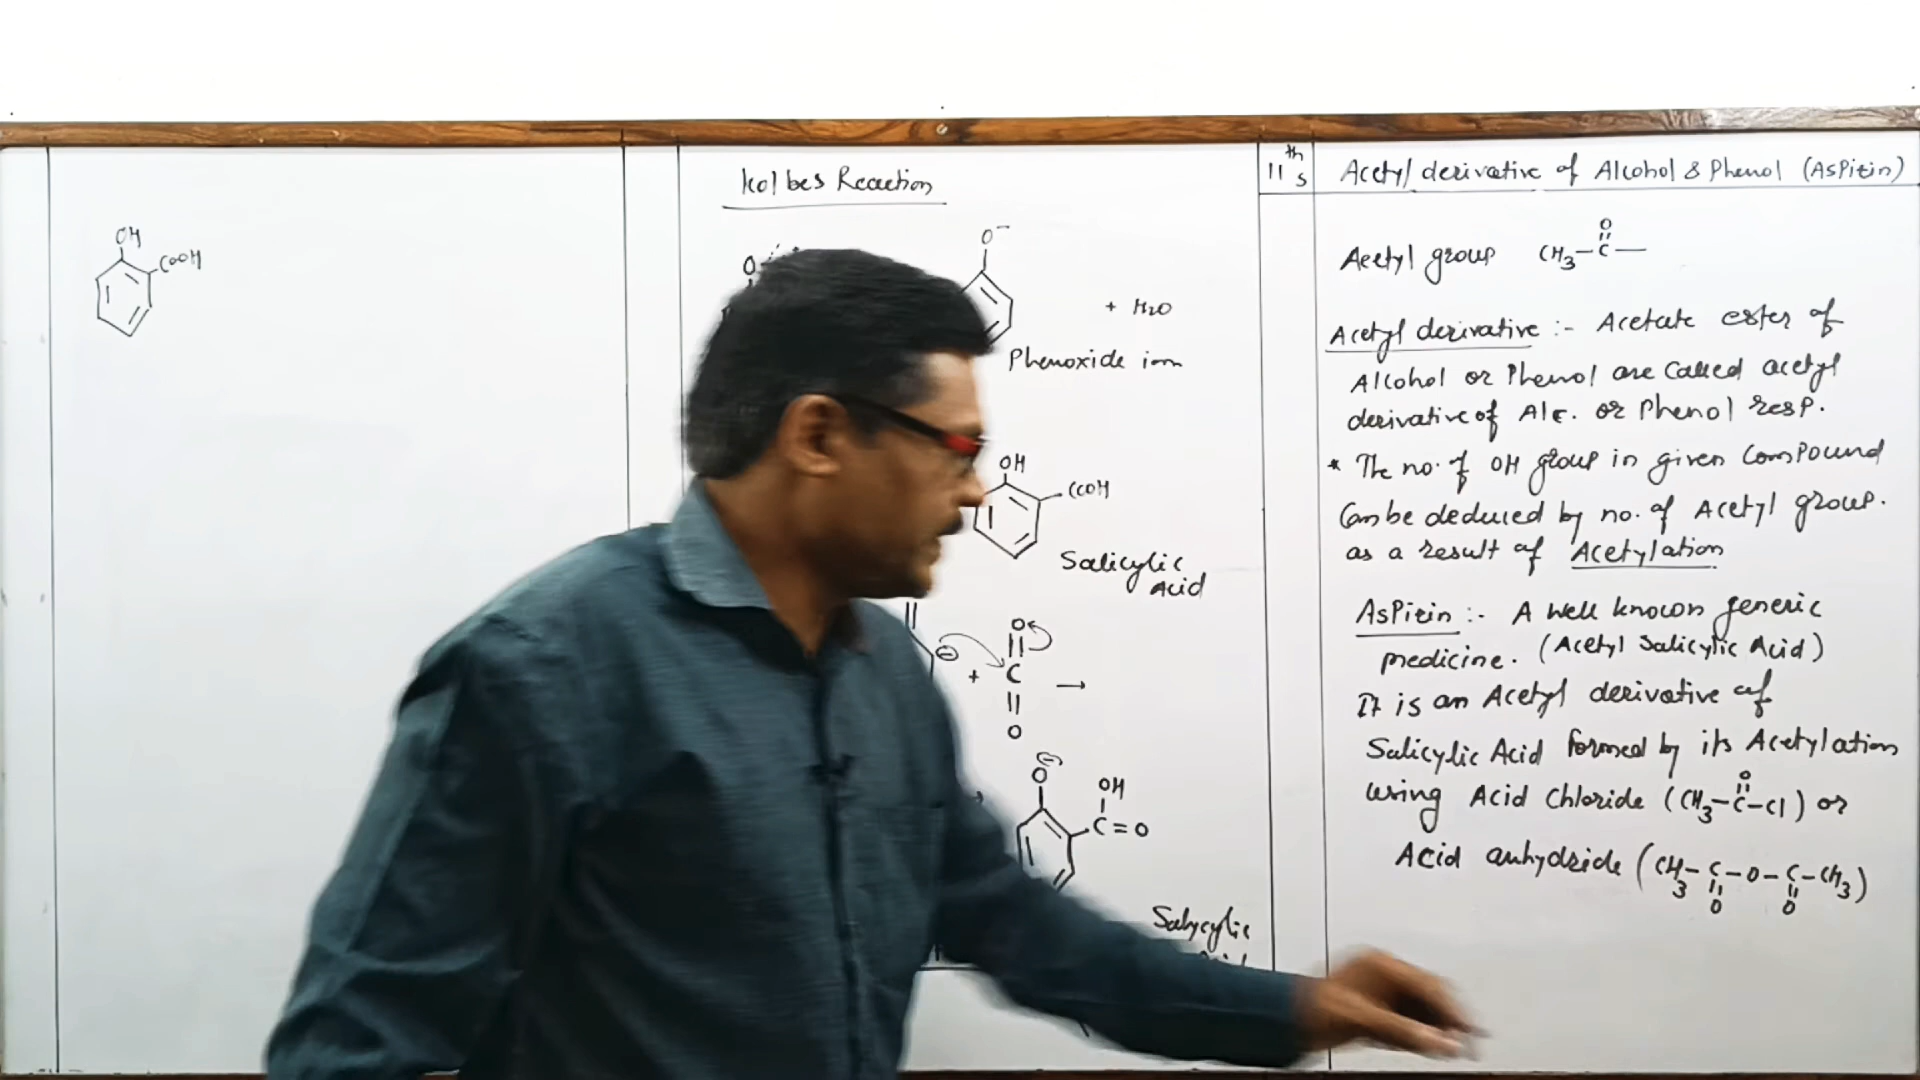 OH
COOH
Kolbes Reaction
O⁻
+ H2O
Phenoxide ion
OH
CCOH
Salicylic
Acid
O
⊖ + C →
O
O ⊖
OH
C=O
Salycylic
11th s
Acetyl derivative of Alcohol & Phenol (Aspirin)
O
Acetyl group CH3-C-
Acetyl derivative :- Acetate ester of
Alcohol or Phenol are called acetyl
derivative of Alc. or Phenol resp.
* The no. of OH group in given Compound
Can be deduced by no. of Acetyl group.
as a result of Acetylation
Aspirin :- A well known generic
medicine. (Acetyl Salicylic Acid)
It is an Acetyl derivative of
Salicylic Acid formed by its Acetylation
O
using Acid Chloride (CH3-C-Cl) or
Acid anhydride (CH3-C-O-C-CH3)
O O